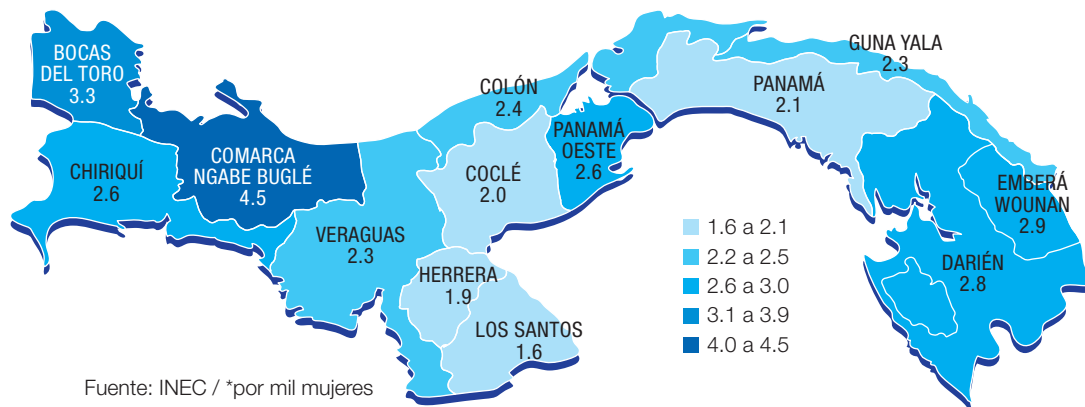 BOCAS
DEL TORO
3.3
CHIRIQUÍ
2.6
COMARCA
NGABE BUGLÉ
4.5
VERAGUAS
2.3
HERRERA
1.9
LOS SANTOS
1.6
COCLÉ
2.0
COLÓN
2.4
PANAMÁ
OESTE
2.6
PANAMÁ
2.1
GUNA YALA
2.3
EMBERÁ
WOUNAN
2.9
DARIÉN
2.8
1.6 a 2.1
2.2 a 2.5
2.6 a 3.0
3.1 a 3.9
4.0 a 4.5
Fuente: INEC / *por mil mujeres